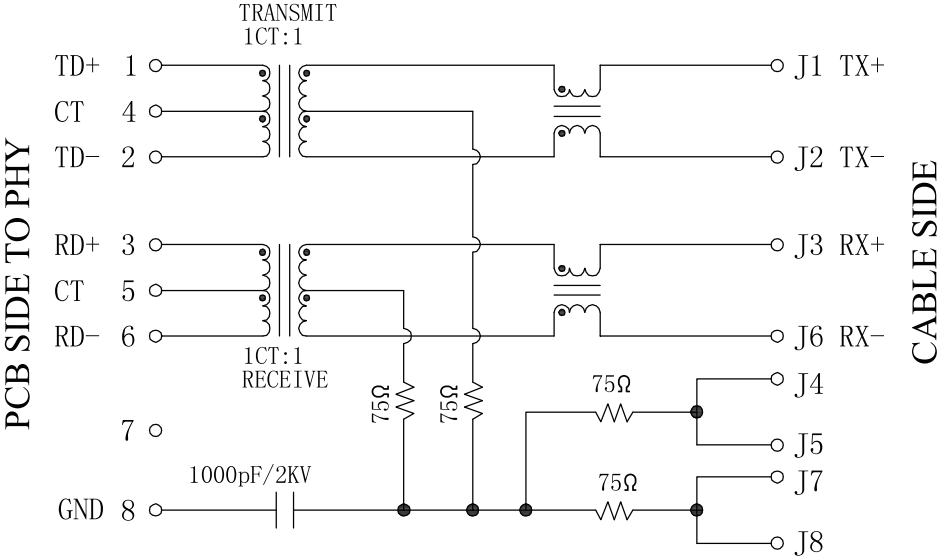 TRANSMIT
1CT:1
TD+ 1
J1 TX+
CT 4
TD- 2
J2 TX-
PCB SIDE TO PHY
CABLE SIDE
RD+ 3
J3 RX+
CT 5
RD- 6
J6 RX-
1CT:1
RECEIVE
75Ω
75Ω
75Ω
J4
7
J5
1000pF/2KV
75Ω
J7
GND 8
J8